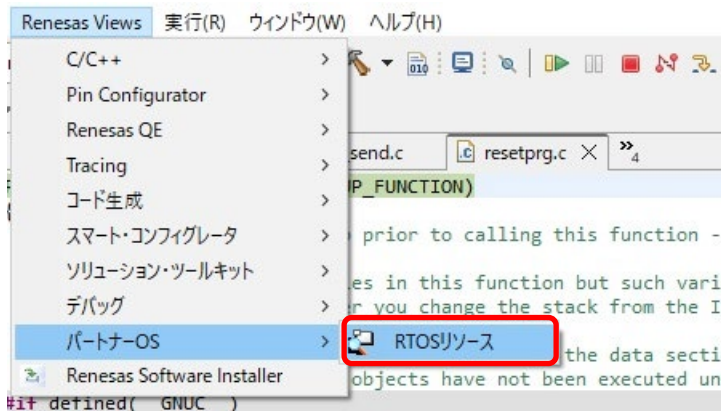 Renesas Views 実行(R) ウィンドウ(W) ヘルプ(H)
C/C++ >
Pin Configurator >
Renesas QE >
Tracing >
send.c resetprg.c × »4
コード生成 >
P_FUNCTION)
スマート・コンフィグレータ >
prior to calling this function -
ソリューション・ツールキット >
es in this function but such vari
デバッグ >
er you change the stack from the I
パートナーOS >
RTOSリソース
the data secti
Renesas Software Installer
objects have not been executed un
#if defined(__GNUC__)